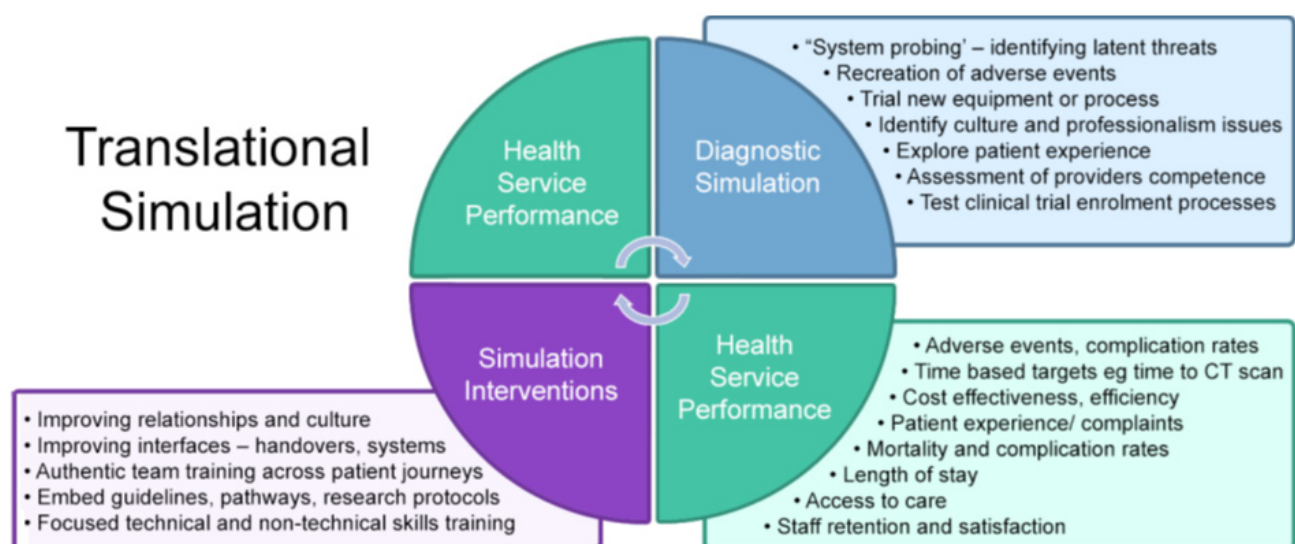 Translational
Simulation
Health
Service
Performance
Diagnostic
Simulation
• “System probing’ – identifying latent threats
• Recreation of adverse events
• Trial new equipment or process
• Identify culture and professionalism issues
• Explore patient experience
• Assessment of providers competence
• Test clinical trial enrolment processes
Simulation
Interventions
Health
Service
Performance
• Improving relationships and culture
• Improving interfaces – handovers, systems
• Authentic team training across patient journeys
• Embed guidelines, pathways, research protocols
• Focused technical and non-technical skills training
• Adverse events, complication rates
• Time based targets eg time to CT scan
• Cost effectiveness, efficiency
• Patient experience/ complaints
• Mortality and complication rates
• Length of stay
• Access to care
• Staff retention and satisfaction